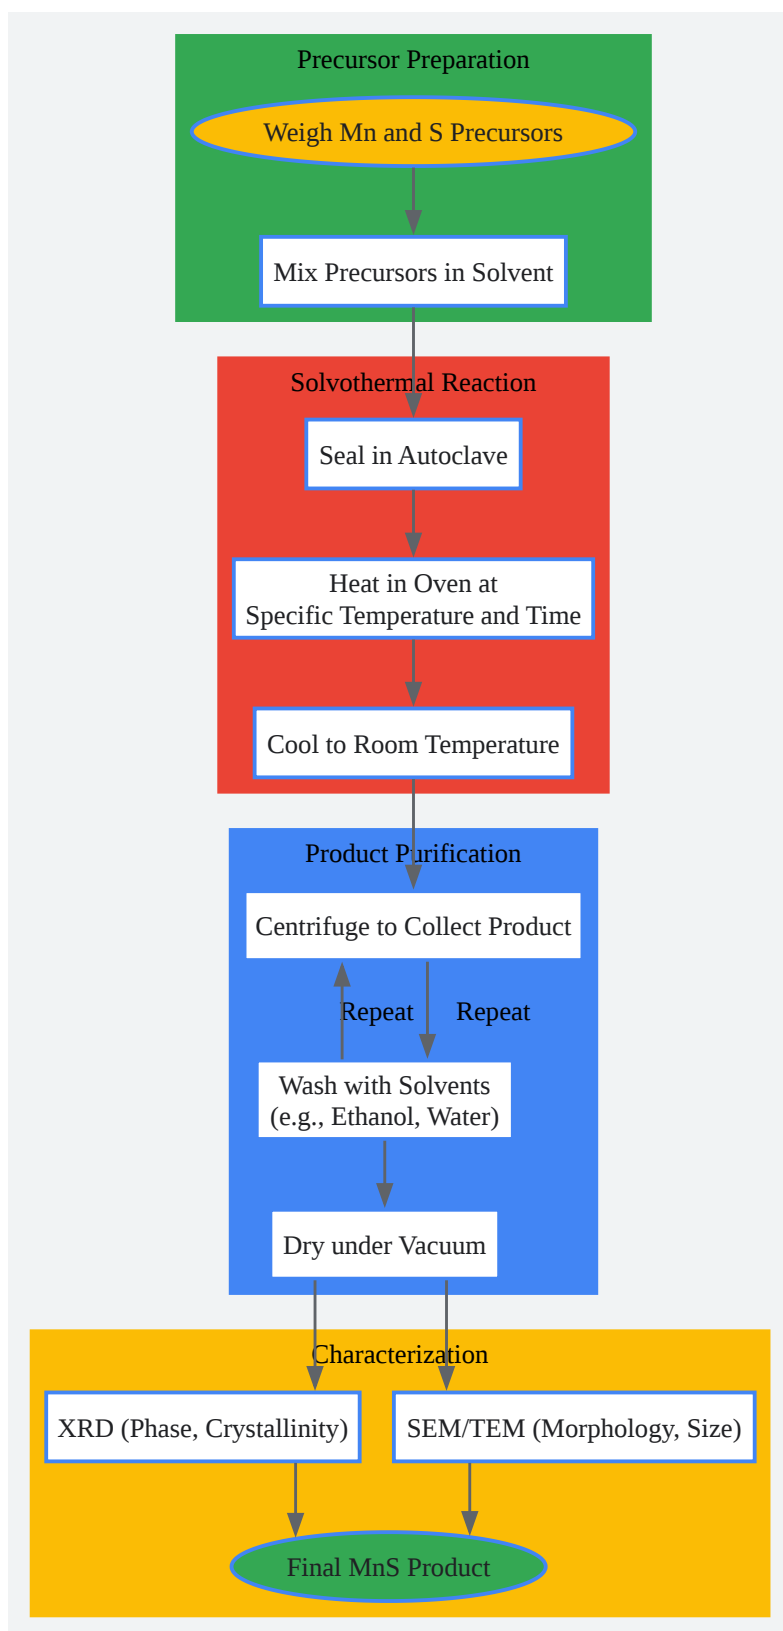 Precursor Preparation
Weigh Mn and S Precursors
Mix Precursors in Solvent
Solvothermal Reaction
Seal in Autoclave
Heat in Oven at
Specific Temperature and Time
Cool to Room Temperature
Product Purification
Centrifuge to Collect Product
Repeat Repeat
Wash with Solvents
(e.g., Ethanol, Water)
Dry under Vacuum
Characterization
XRD (Phase, Crystallinity) SEM/TEM (Morphology, Size)
Final MnS Product